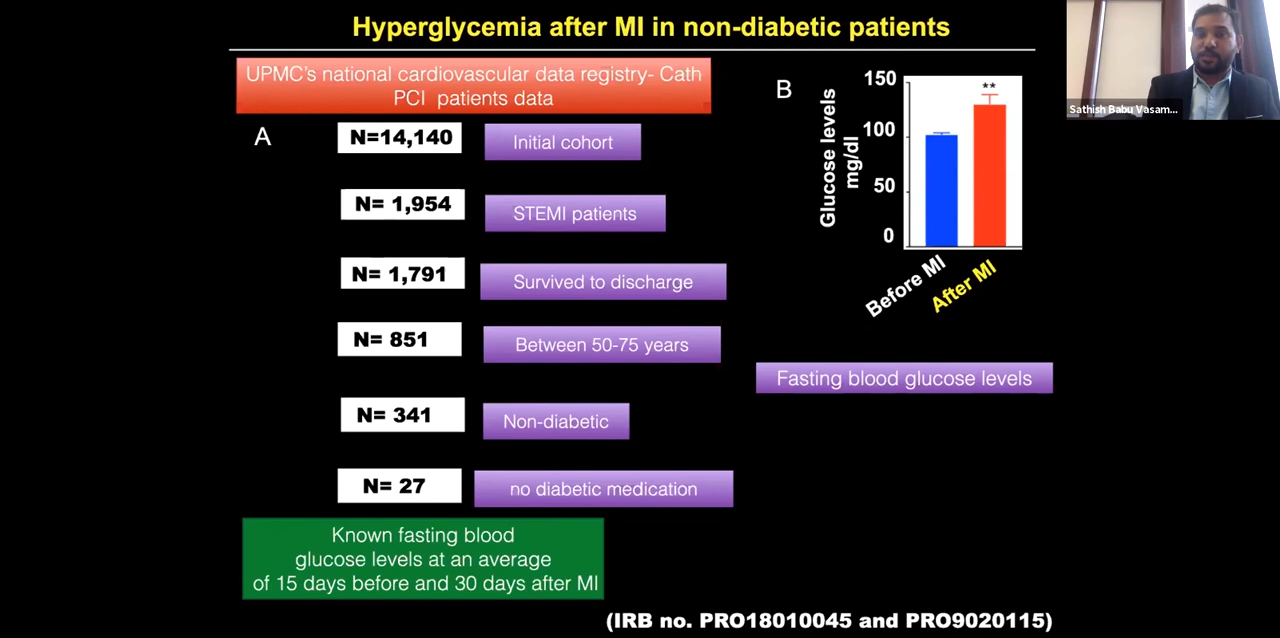 Hyperglycemia after MI in non-diabetic patients
UPMC's national cardiovascular data registry- Cath
PCI patients data
A
N=14,140
Initial cohort
N= 1,954
STEMI patients
N= 1,791
Survived to discharge
N= 851
Between 50-75 years
N= 341
Non-diabetic
N= 27
no diabetic medication
Known fasting blood
glucose levels at an average
of 15 days before and 30 days after MI
B
Glucose levels
mg/dl
150
100
50
0
**
Before MI
After MI
Fasting blood glucose levels
(IRB no. PRO18010045 and PRO9020115)
Sathish Babu Vasam...